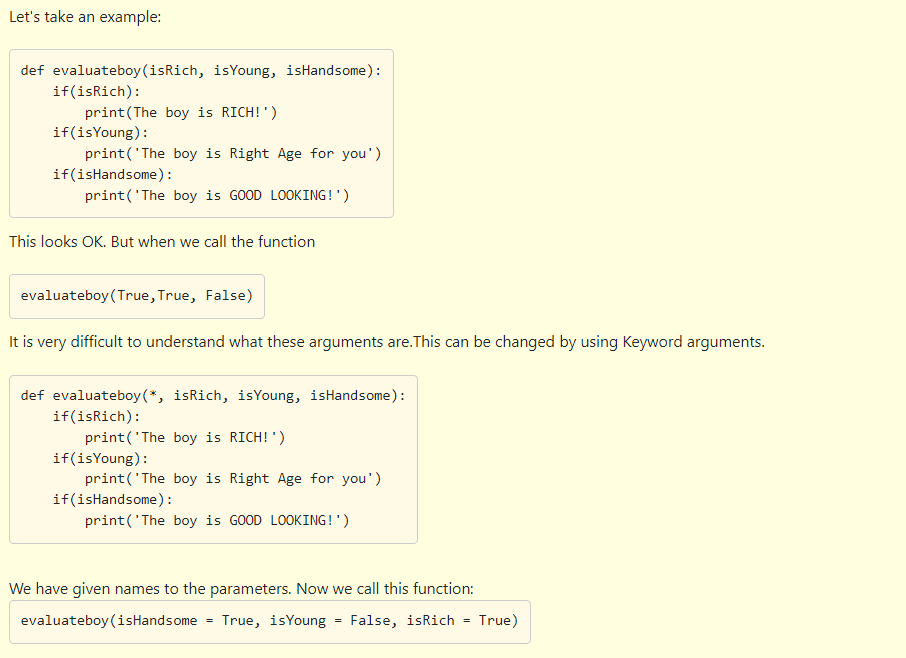 Let's take an example:
def evaluateboy(isRich, isYoung, isHandsome):
    if(isRich):
        print(The boy is RICH!')
    if(isYoung):
        print('The boy is Right Age for you')
    if(isHandsome):
        print('The boy is GOOD LOOKING!')
This looks OK. But when we call the function
evaluateboy(True,True, False)
It is very difficult to understand what these arguments are.This can be changed by using Keyword arguments.
def evaluateboy(*, isRich, isYoung, isHandsome):
    if(isRich):
        print('The boy is RICH!')
    if(isYoung):
        print('The boy is Right Age for you')
    if(isHandsome):
        print('The boy is GOOD LOOKING!')
We have given names to the parameters. Now we call this function:
evaluateboy(isHandsome = True, isYoung = False, isRich = True)